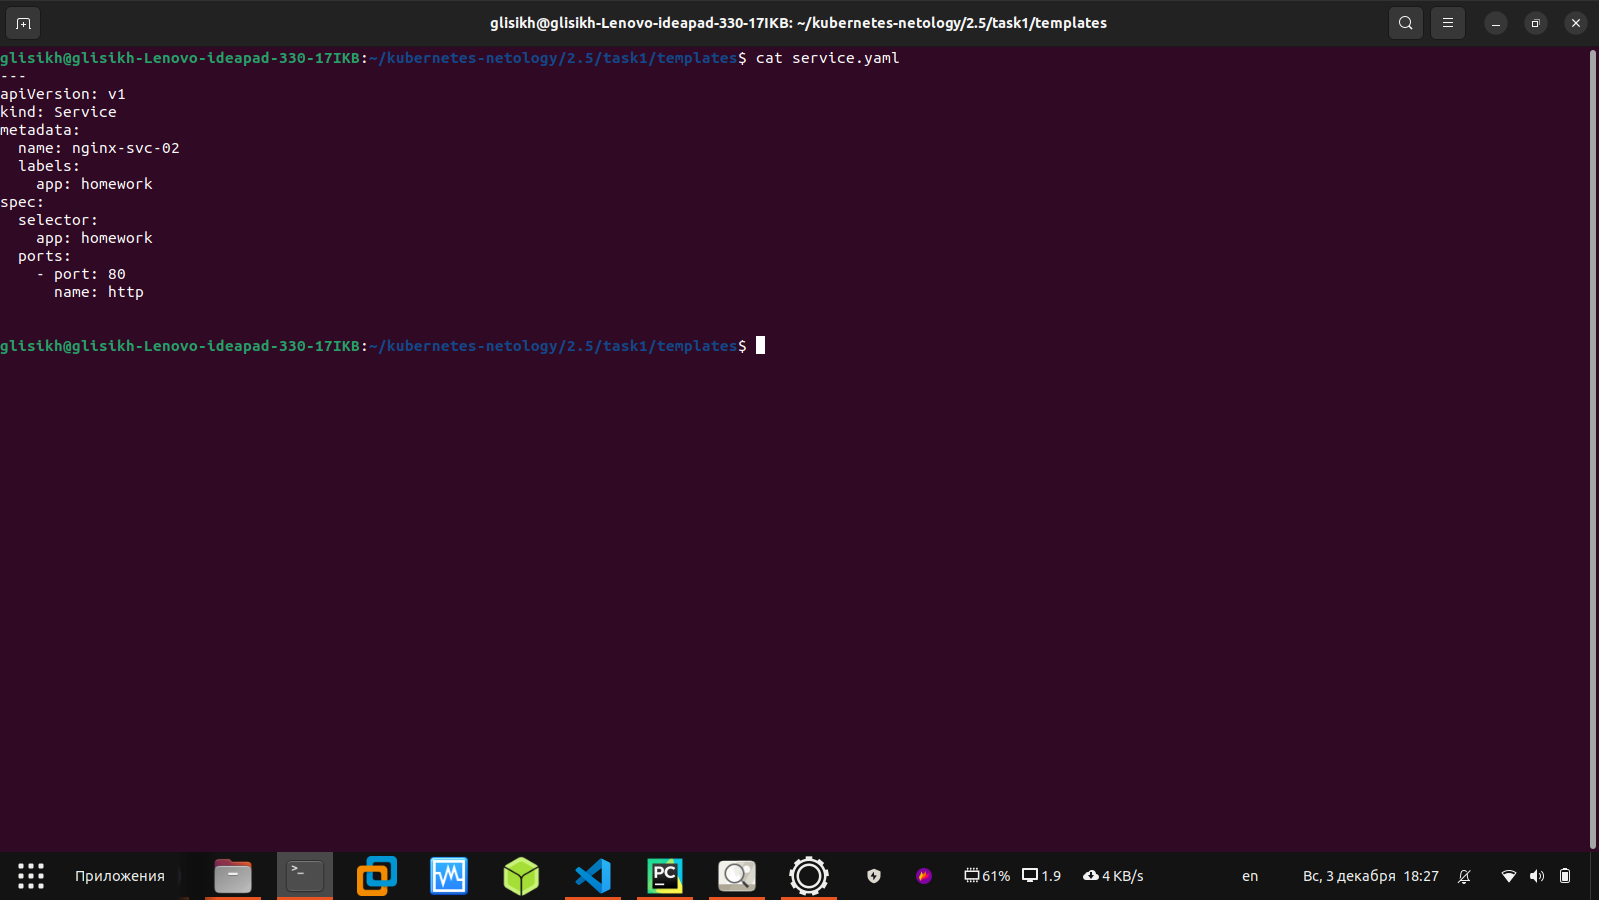 glisikh@glisikh-Lenovo-ideapad-330-17IKB: ~/kubernetes-netology/2.5/task1/templates
glisikh@glisikh-Lenovo-ideapad-330-17IKB:~/kubernetes-netology/2.5/task1/templates$ cat service.yaml
---
apiVersion: v1
kind: Service
metadata:
  name: nginx-svc-02
  labels:
    app: homework
spec:
  selector:
    app: homework
  ports:
    - port: 80
      name: http
glisikh@glisikh-Lenovo-ideapad-330-17IKB:~/kubernetes-netology/2.5/task1/templates$
Приложения >_ PC 61% 1.9 4 KB/s en Вс, 3 декабря 18:27